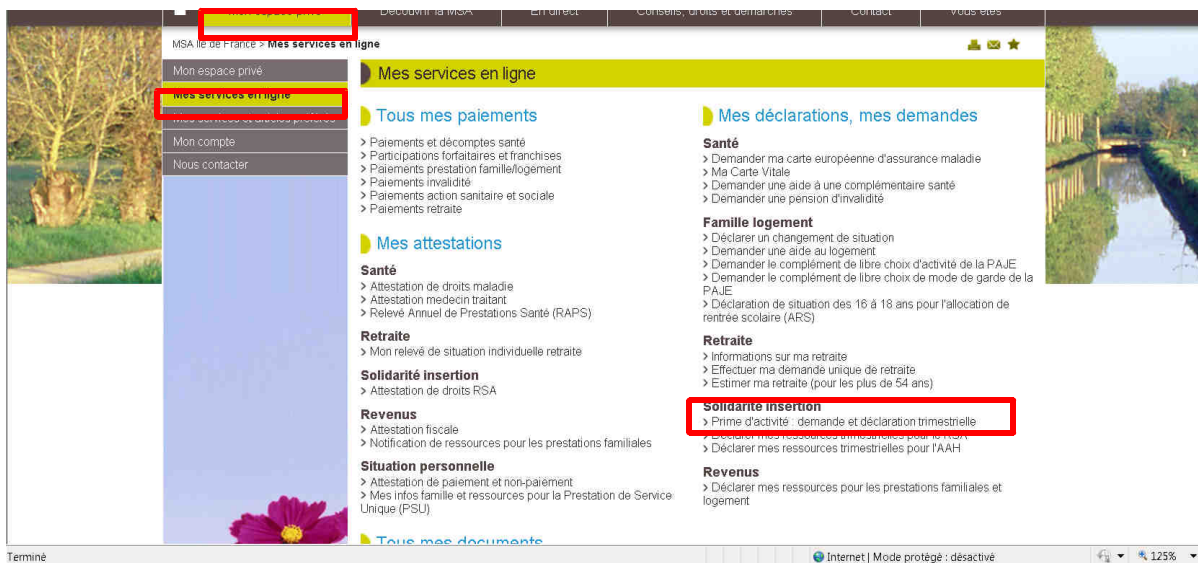 Mon espace privé
Découvrir la MSA
En direct
Conseils, droits et démarches
Contact
Vous êtes
MSA Ile de France > Mes services en ligne
Mon espace privé
Mes services en ligne
Mes services et articles préférés
Mon compte
Nous contacter
Mes services en ligne
Tous mes paiements
> Paiements et décomptes santé
> Participations forfaitaires et franchises
> Paiements prestation famille/logement
> Paiements invalidité
> Paiements action sanitaire et sociale
> Paiements retraite
Mes attestations
Santé
> Attestation de droits maladie
> Attestation medecin traitant
> Relevé Annuel de Prestations Santé (RAPS)
Retraite
> Mon relevé de situation individuelle retraite
Solidarité insertion
> Attestation de droits RSA
Revenus
> Attestation fiscale
> Notification de ressources pour les prestations familiales
Situation personnelle
> Attestation de paiement et non-paiement
> Mes infos famille et ressources pour la Prestation de Service
Unique (PSU)
Tous mes documents
Mes déclarations, mes demandes
Santé
> Demander ma carte européenne d'assurance maladie
> Ma Carte Vitale
> Demander une aide à une complémentaire santé
> Demander une pension d'invalidité
Famille logement
> Déclarer un changement de situation
> Demander une aide au logement
> Demander le complément de libre choix d'activité de la PAJE
> Demander le complément de libre choix de mode de garde de la
PAJE
> Déclaration de situation des 16 à 18 ans pour l'allocation de
rentrée scolaire (ARS)
Retraite
> Informations sur ma retraite
> Effectuer ma demande unique de retraite
> Estimer ma retraite (pour les plus de 54 ans)
Solidarité insertion
> Prime d'activité : demande et déclaration trimestrielle
> Déclarer mes ressources trimestrielles pour le RSA
> Déclarer mes ressources trimestrielles pour l'AAH
Revenus
> Déclarer mes ressources pour les prestations familiales et
logement
Terminé
Internet | Mode protégé : désactivé
125%